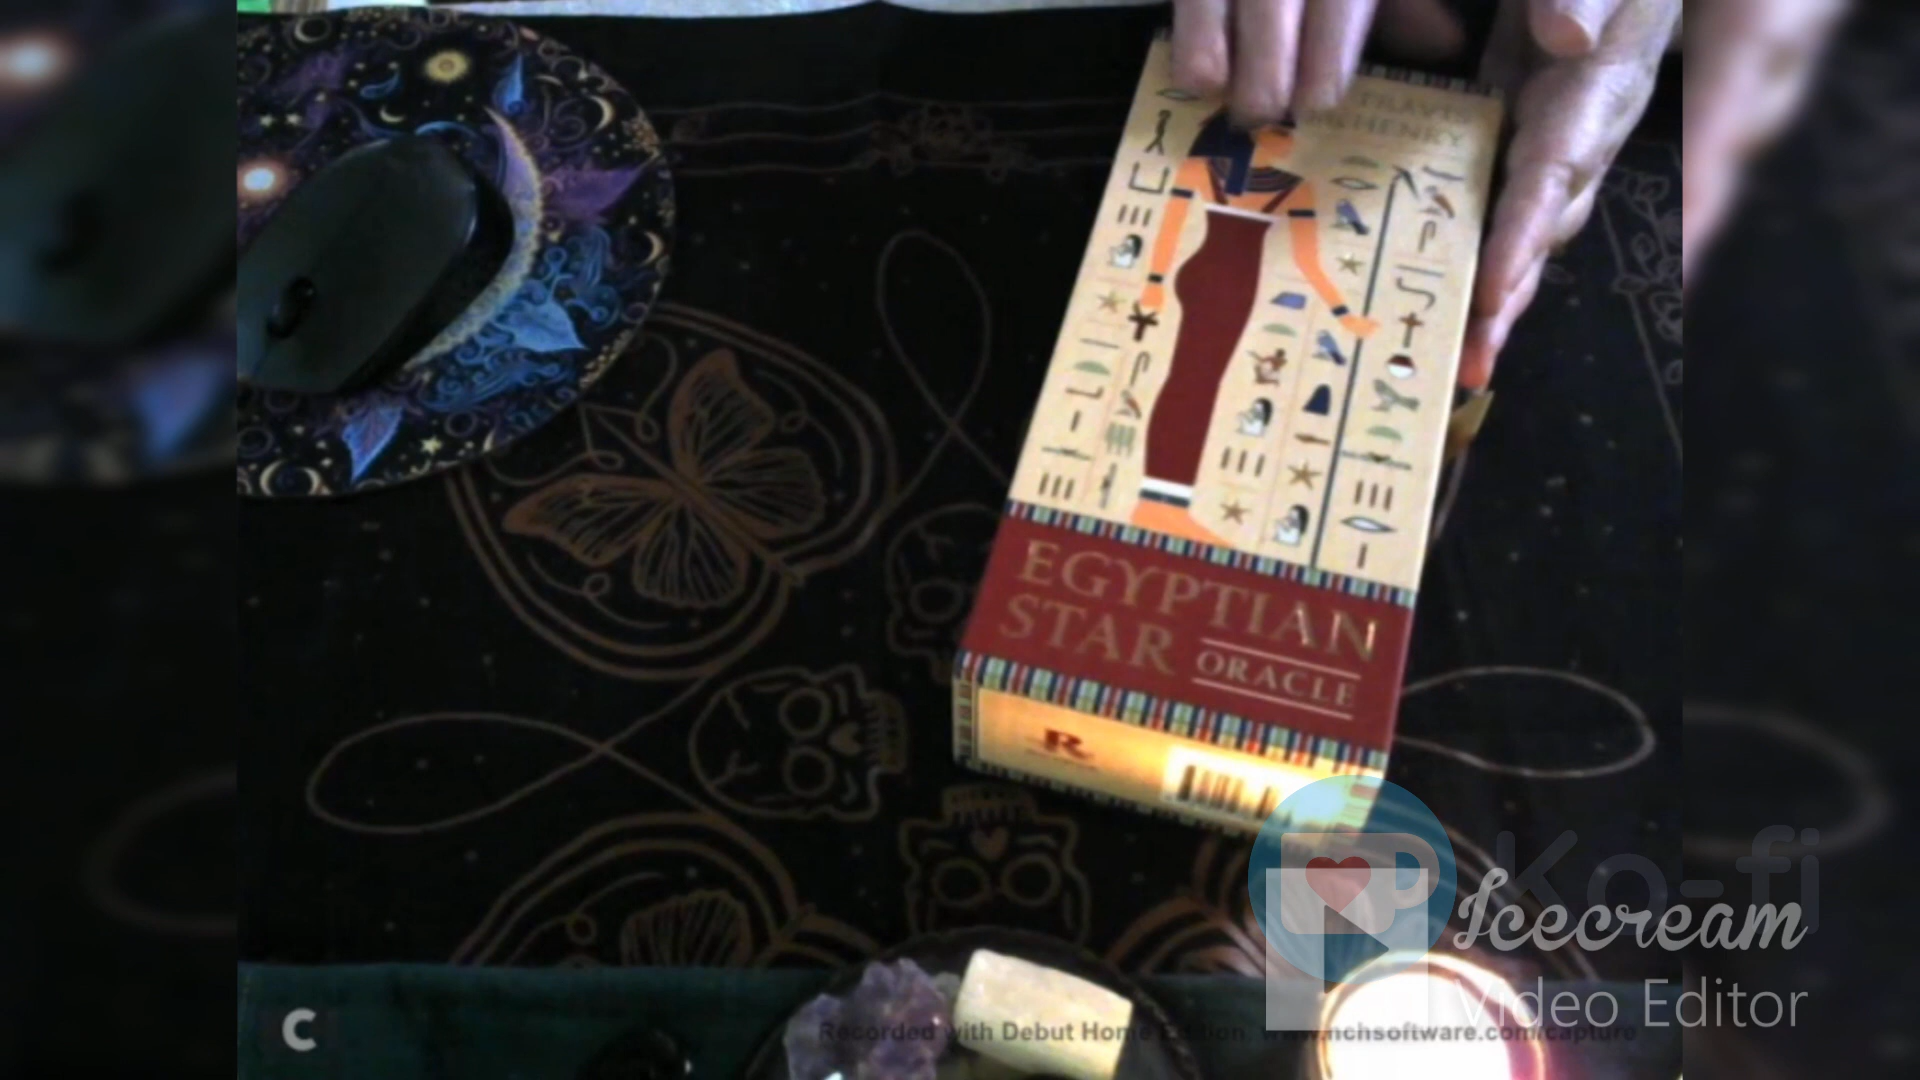 TRAVIS
McHENRY
EGYPTIAN
STAR ORACLE
R
Ko-fi
Icecream
Video Editor
C
Recorded with Debut Home Edition www.nchsoftware.com/capture